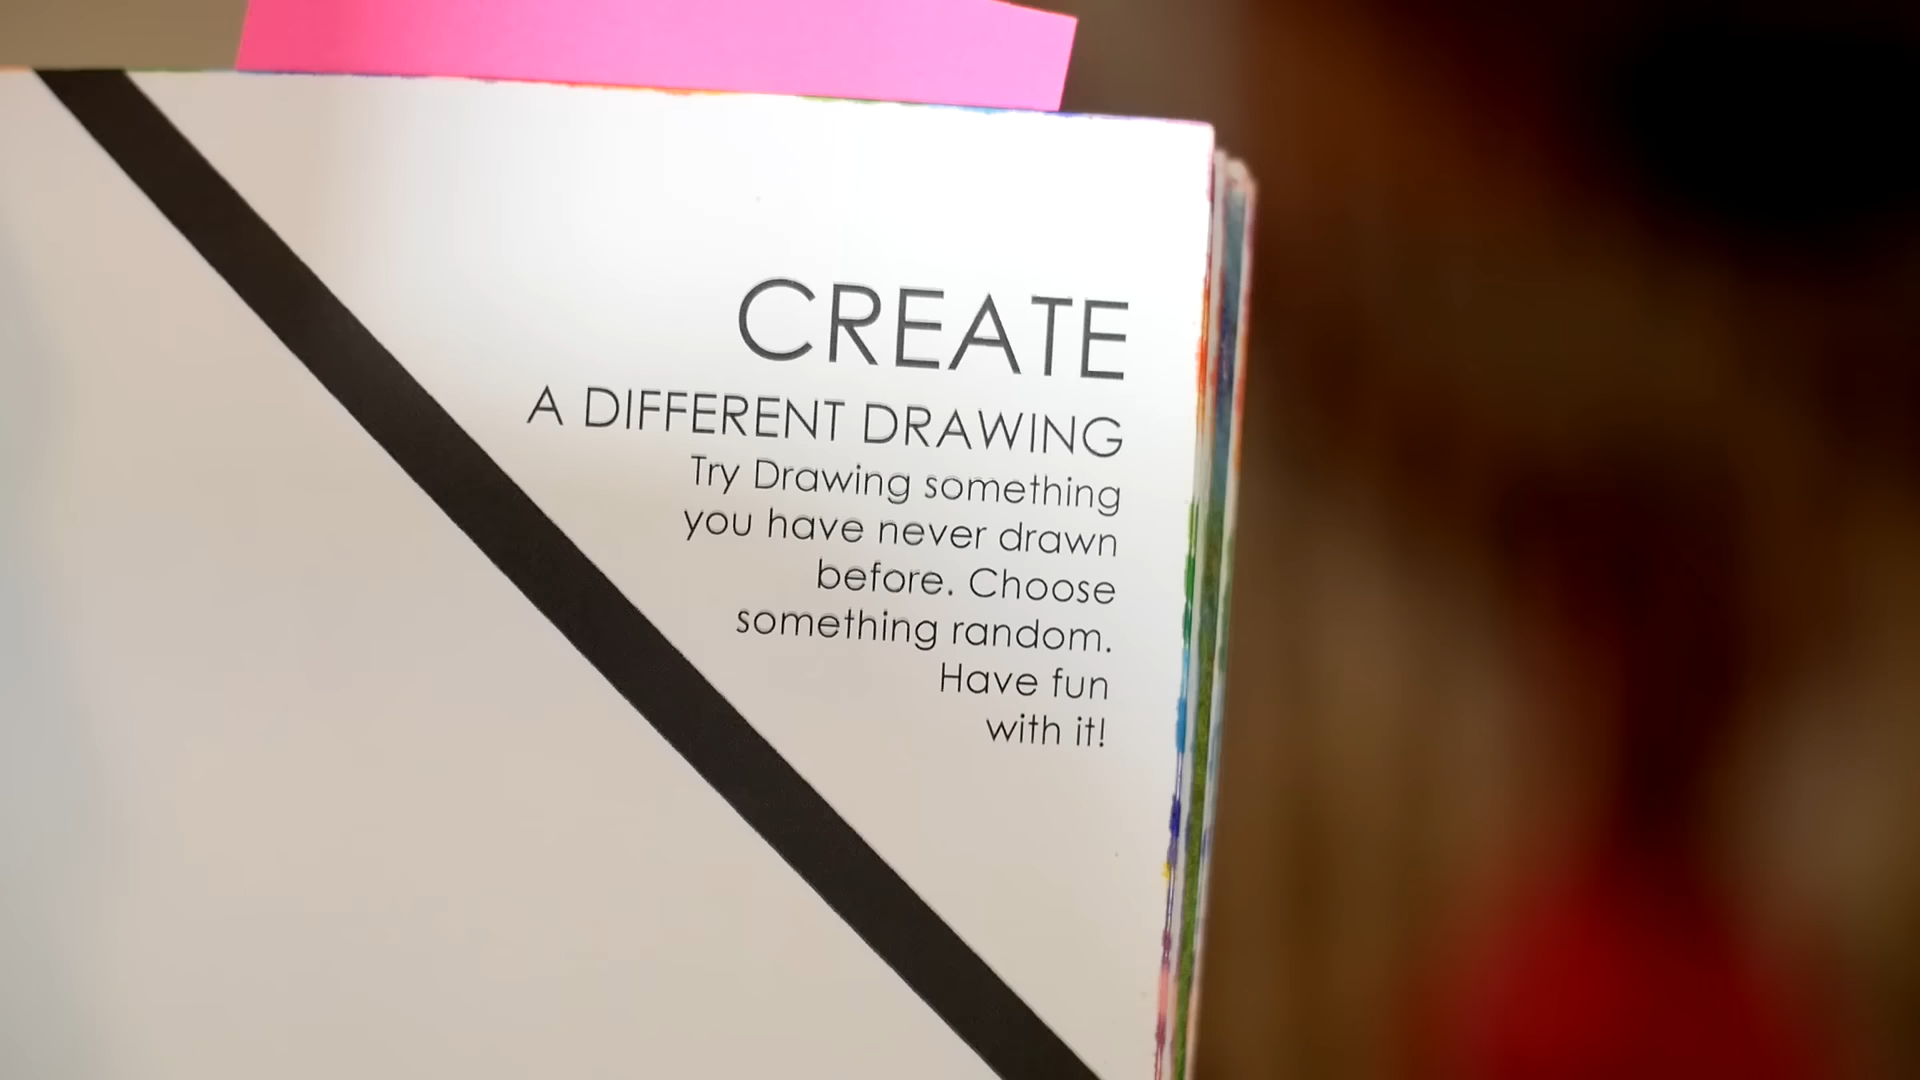 CREATE
A DIFFERENT DRAWING
Try Drawing something
you have never drawn
before. Choose
something random.
Have fun
with it!